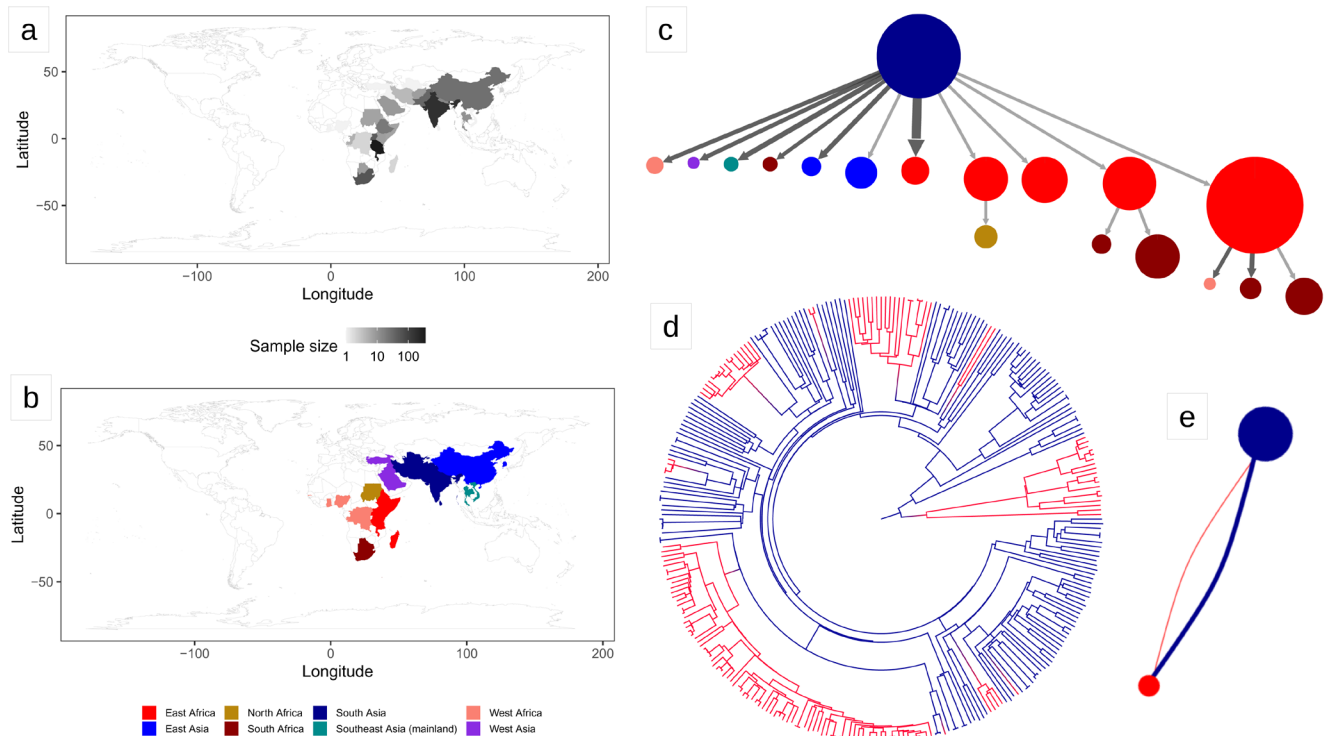 a
50
0
−50
Latitude
−100
0
100
200
Longitude
Sample size
1
10
100
b
50
0
−50
Latitude
−100
0
100
200
Longitude
East Africa
North Africa
South Asia
West Africa
East Asia
South Africa
Southeast Asia (mainland)
West Asia
c
d
e